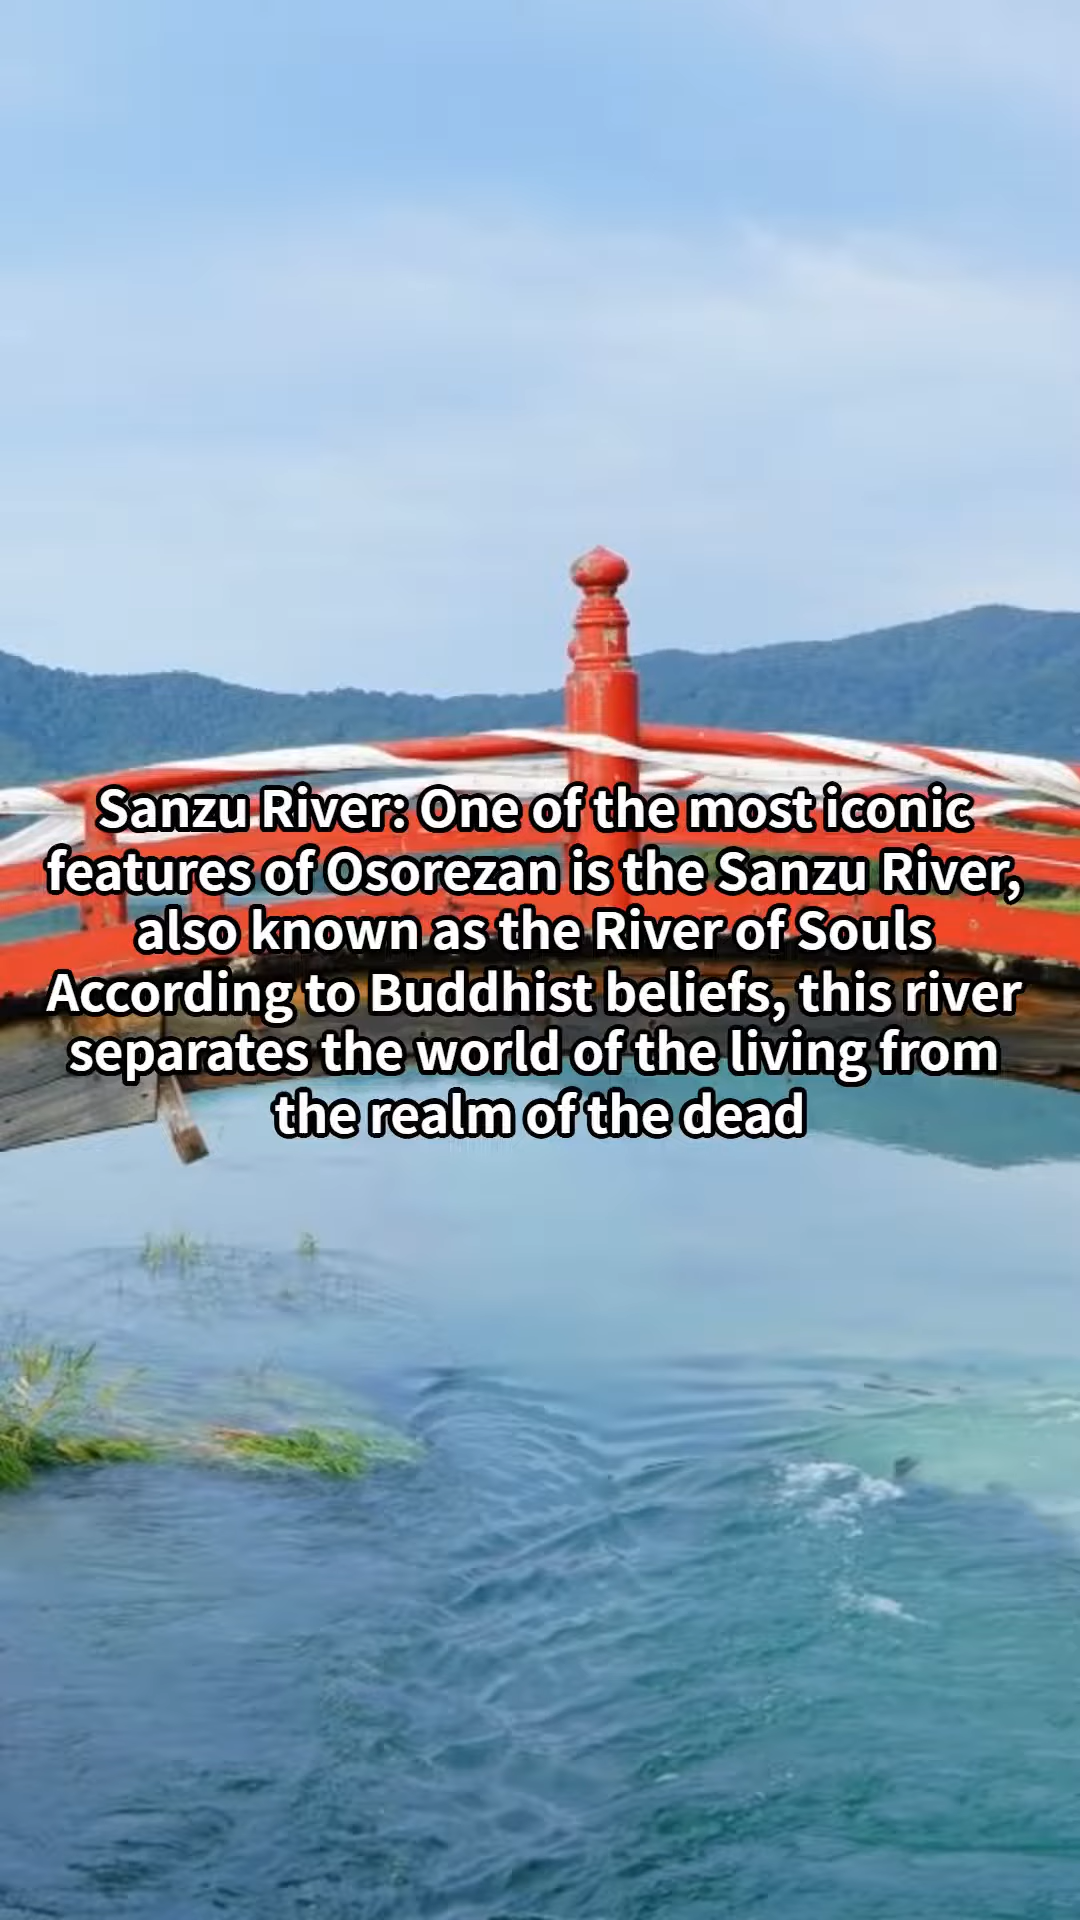 Sanzu River: One of the most iconic
features of Osorezan is the Sanzu River,
also known as the River of Souls
According to Buddhist beliefs, this river
separates the world of the living from
the realm of the dead